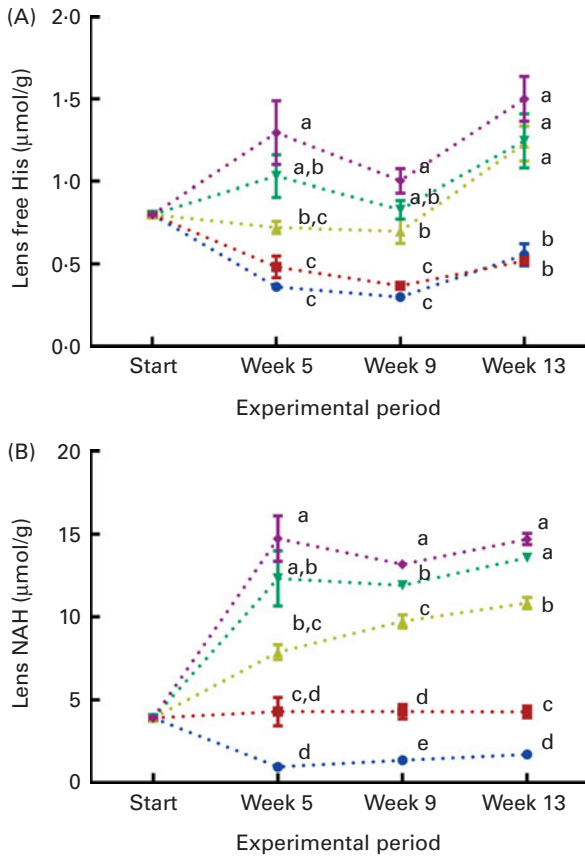 (A)
Lens free His (µmol/g)
2·0
1·5
1·0
0·5
0·0
a
a,b
b,c
c
c
a
a,b
b
c
c
a
a
a
b
b
Start Week 5 Week 9 Week 13
Experimental period
(B)
Lens NAH (µmol/g)
20
15
10
5
0
a
a,b
b,c
c,d
d
a
b
c
d
e
a
a
b
c
d
Start Week 5 Week 9 Week 13
Experimental period